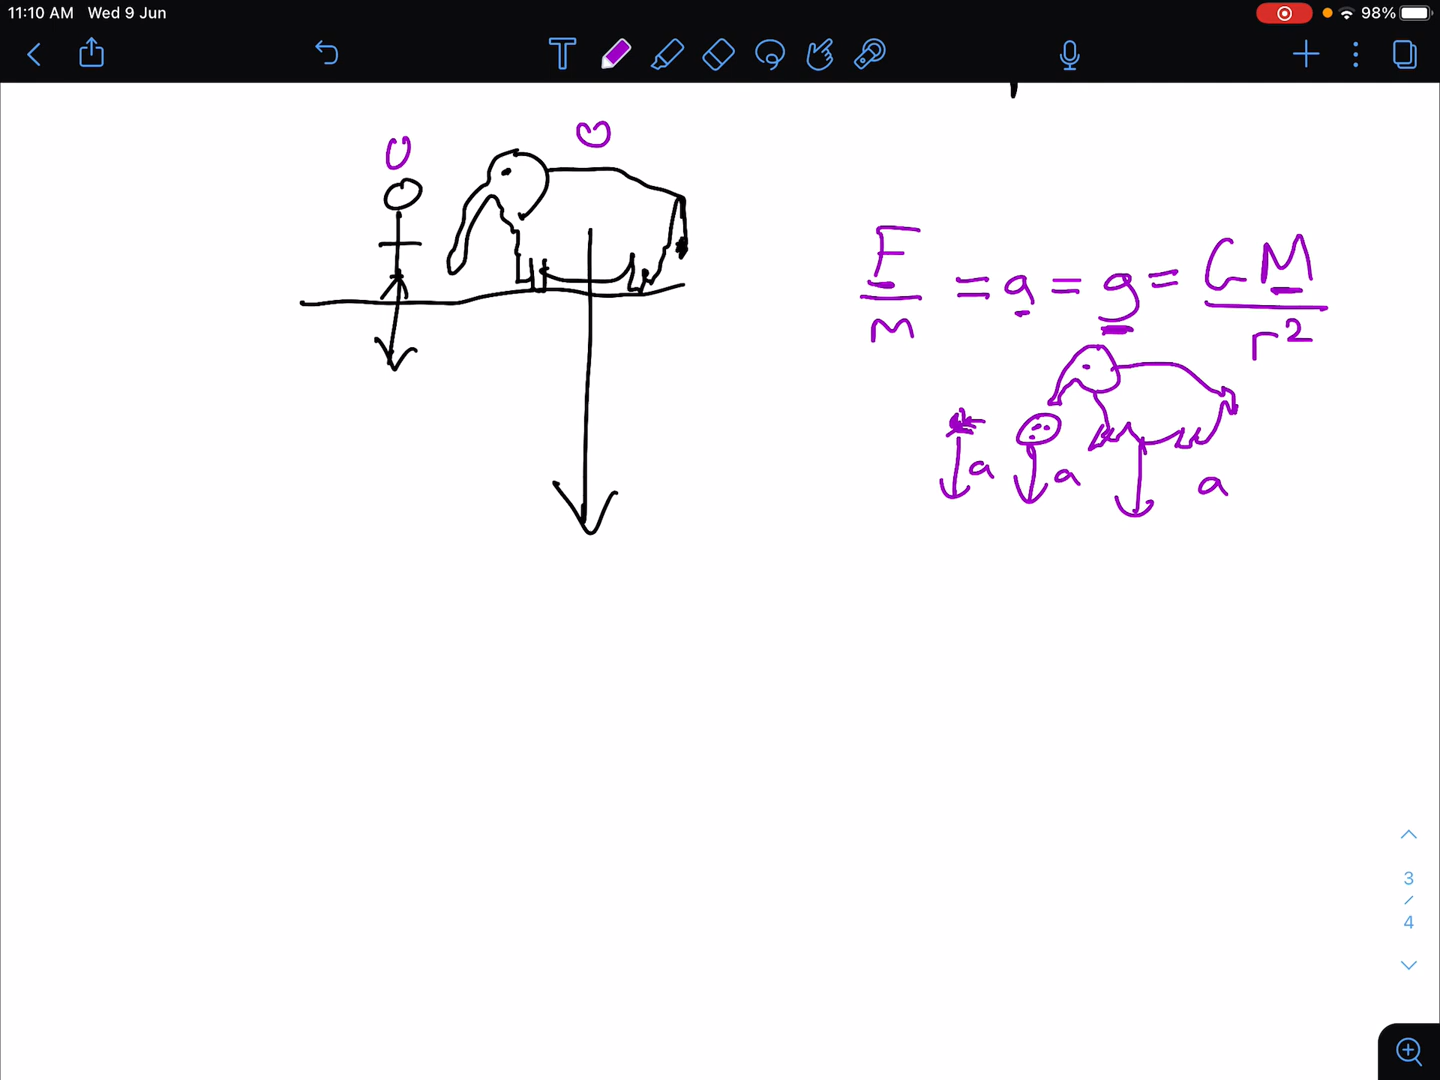 11:10 AM Wed 9 Jun 98%
T
F/m = a = g = GM/r²
a a a
3
/
4